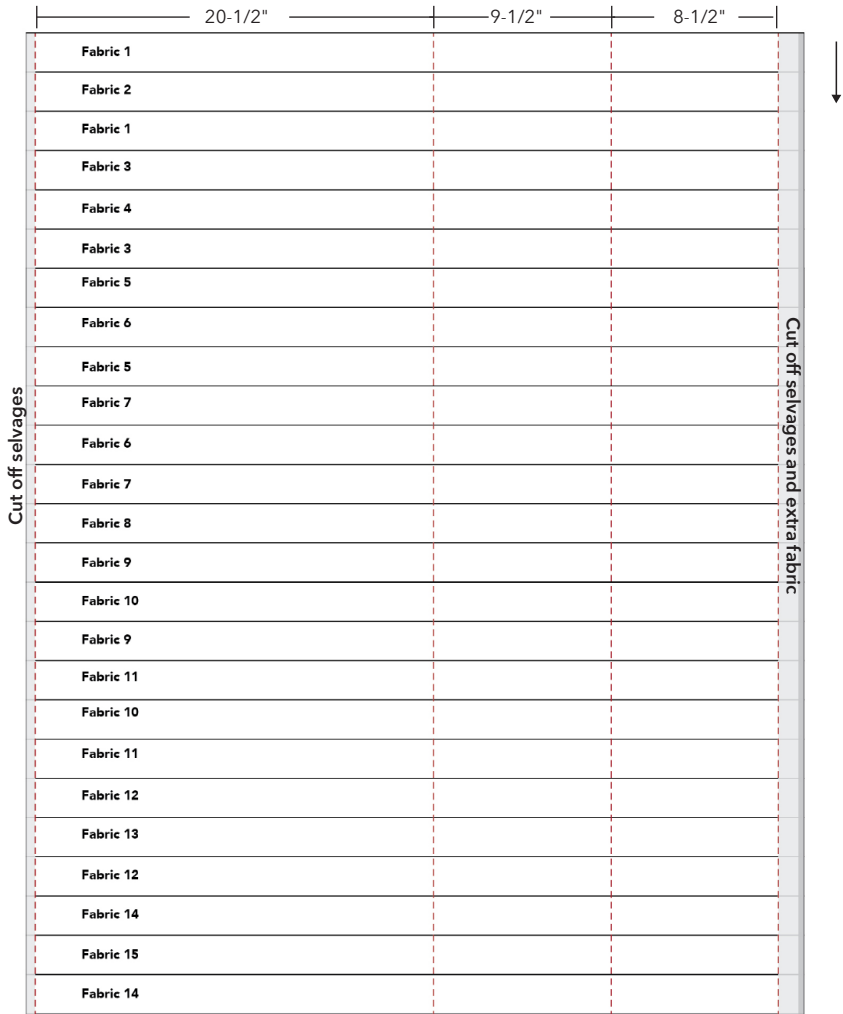 20-1/2"
9-1/2"
8-1/2"
Fabric 1
Fabric 2
Fabric 1
Fabric 3
Fabric 4
Fabric 3
Fabric 5
Fabric 6
Fabric 5
Fabric 7
Fabric 6
Fabric 7
Fabric 8
Fabric 9
Fabric 10
Fabric 9
Fabric 11
Fabric 10
Fabric 11
Fabric 12
Fabric 13
Fabric 12
Fabric 14
Fabric 15
Fabric 14
Cut off selvages
Cut off selvages and extra fabric